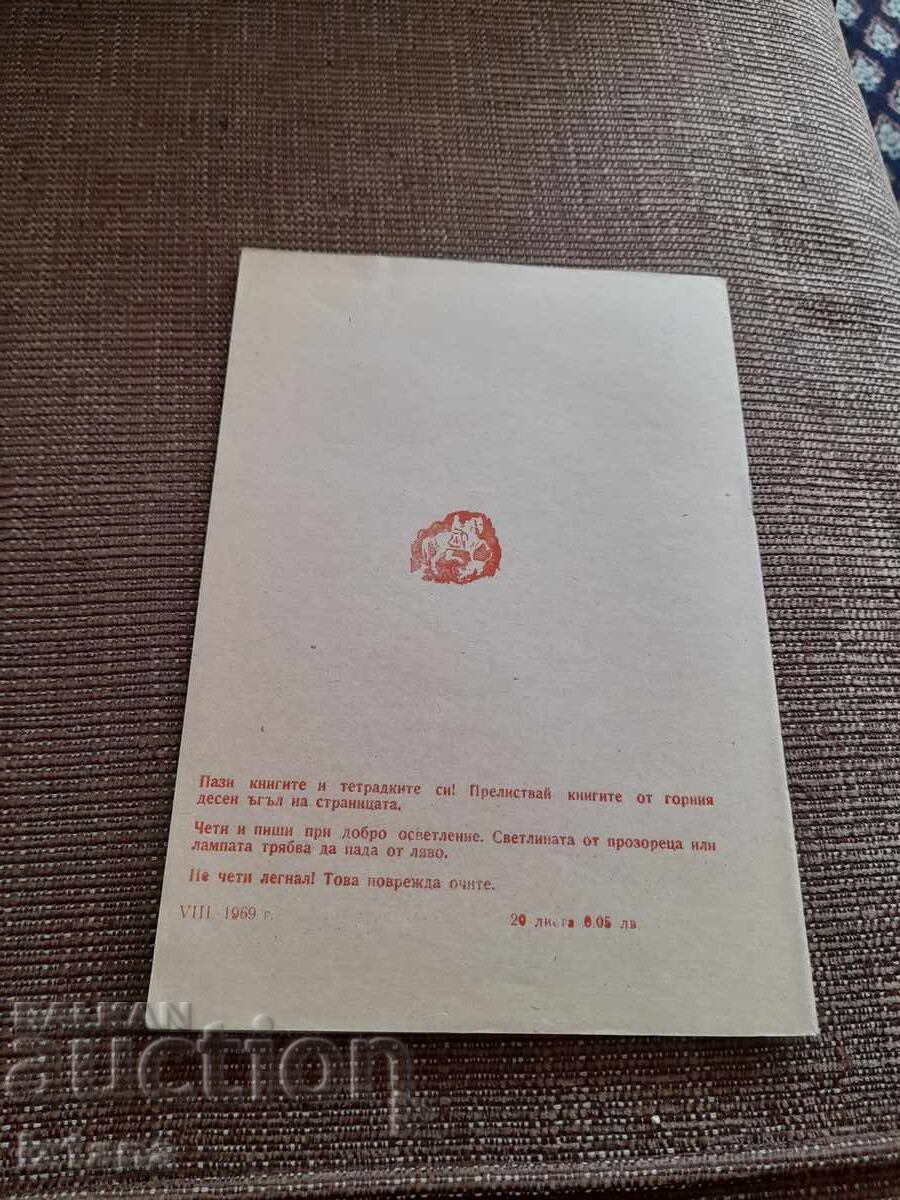 Пази книгите и тетрадките си! Прелиствай книгите от горния
десен ъгъл на страницата.
Чети и пиши при добро осветление. Светлината от прозореца или
лампата трябва да пада от ляво.
Не чети легнал! Това поврежда очите.
VIII. 1969 г.
20 листа 0.05 лв
BALKAN
auction